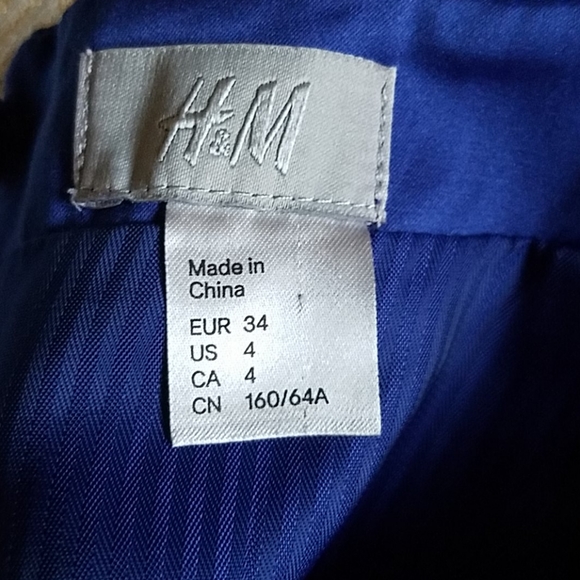 H&M
Made in
China
EUR 34
US 4
CA 4
CN 160/64A